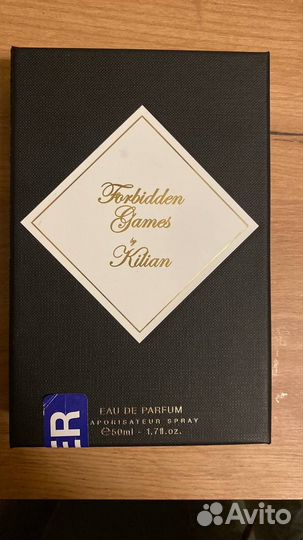 Forbidden
Games
by
Kilian
EAU DE PARFUM
VAPORISATEUR SPRAY
℮50ml - 1.7fl.oz.
ER
Avito